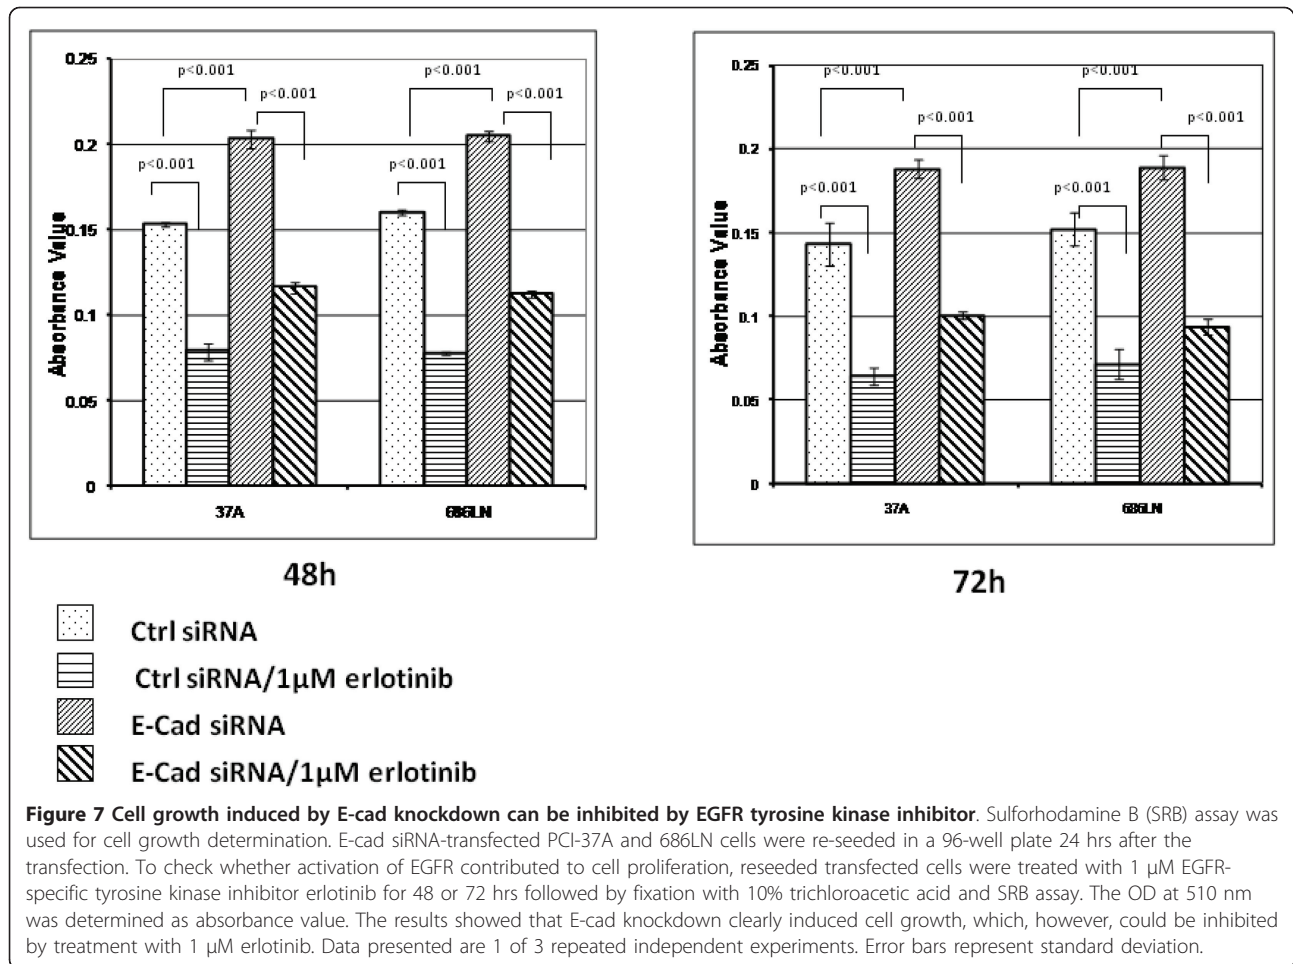 0.25
0.2
0.15
0.1
0.05
0
Absorbance Value
p<0.001
p<0.001
p<0.001
p<0.001
p<0.001
p<0.001
37A
686LN
48h
0.25
0.2
0.15
0.1
0.05
0
Absorbance Value
p<0.001
p<0.001
p<0.001
p<0.001
p<0.001
p<0.001
37A
686LN
72h
Ctrl siRNA
Ctrl siRNA/1µM erlotinib
E-Cad siRNA
E-Cad siRNA/1µM erlotinib
Figure 7 Cell growth induced by E-cad knockdown can be inhibited by EGFR tyrosine kinase inhibitor. Sulforhodamine B (SRB) assay was
used for cell growth determination. E-cad siRNA-transfected PCI-37A and 686LN cells were re-seeded in a 96-well plate 24 hrs after the
transfection. To check whether activation of EGFR contributed to cell proliferation, reseeded transfected cells were treated with 1 μM EGFR-
specific tyrosine kinase inhibitor erlotinib for 48 or 72 hrs followed by fixation with 10% trichloroacetic acid and SRB assay. The OD at 510 nm
was determined as absorbance value. The results showed that E-cad knockdown clearly induced cell growth, which, however, could be inhibited
by treatment with 1 μM erlotinib. Data presented are 1 of 3 repeated independent experiments. Error bars represent standard deviation.